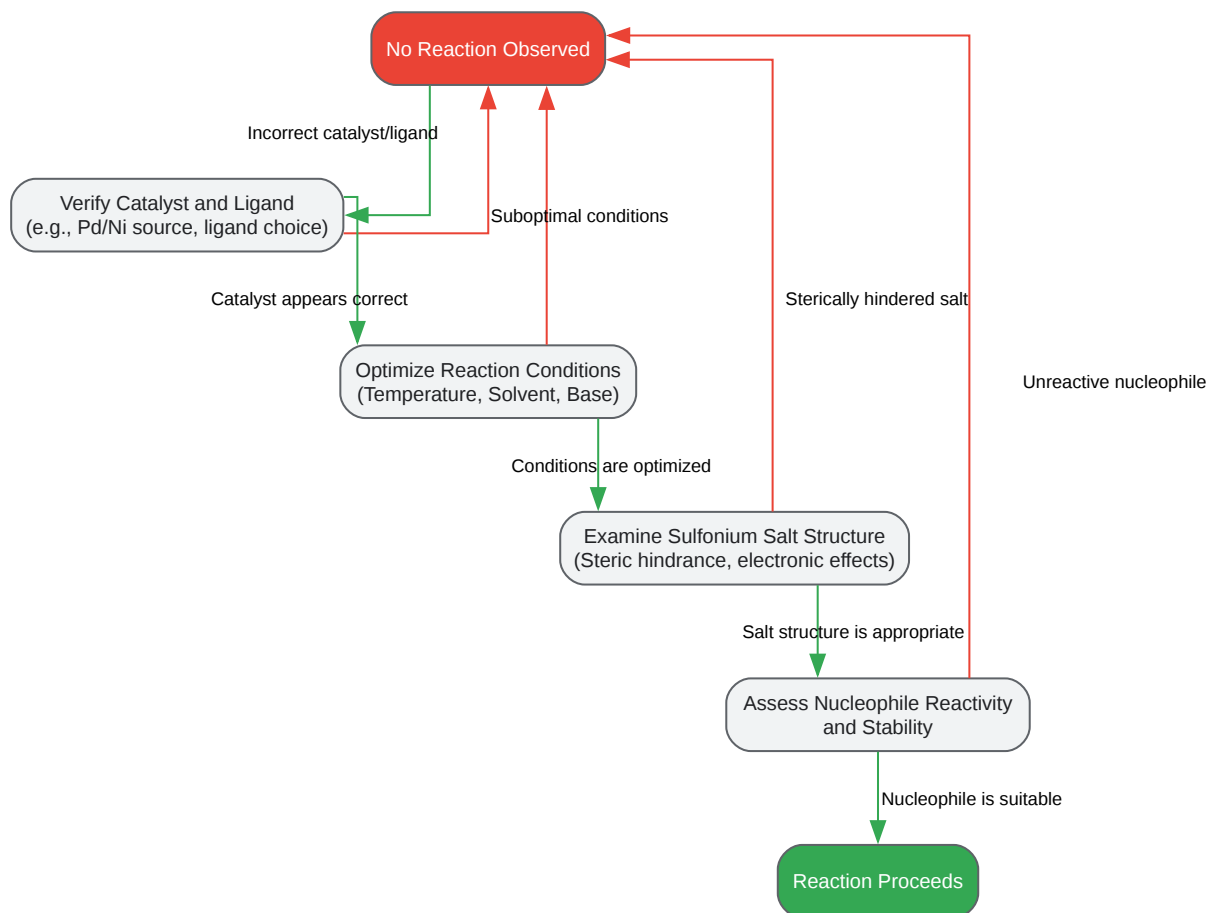 No Reaction Observed
Incorrect catalyst/ligand
Verify Catalyst and Ligand
(e.g., Pd/Ni source, ligand choice)
Suboptimal conditions
Catalyst appears correct
Sterically hindered salt
Optimize Reaction Conditions
(Temperature, Solvent, Base)
Unreactive nucleophile
Conditions are optimized
Examine Sulfonium Salt Structure
(Steric hindrance, electronic effects)
Salt structure is appropriate
Assess Nucleophile Reactivity
and Stability
Nucleophile is suitable
Reaction Proceeds